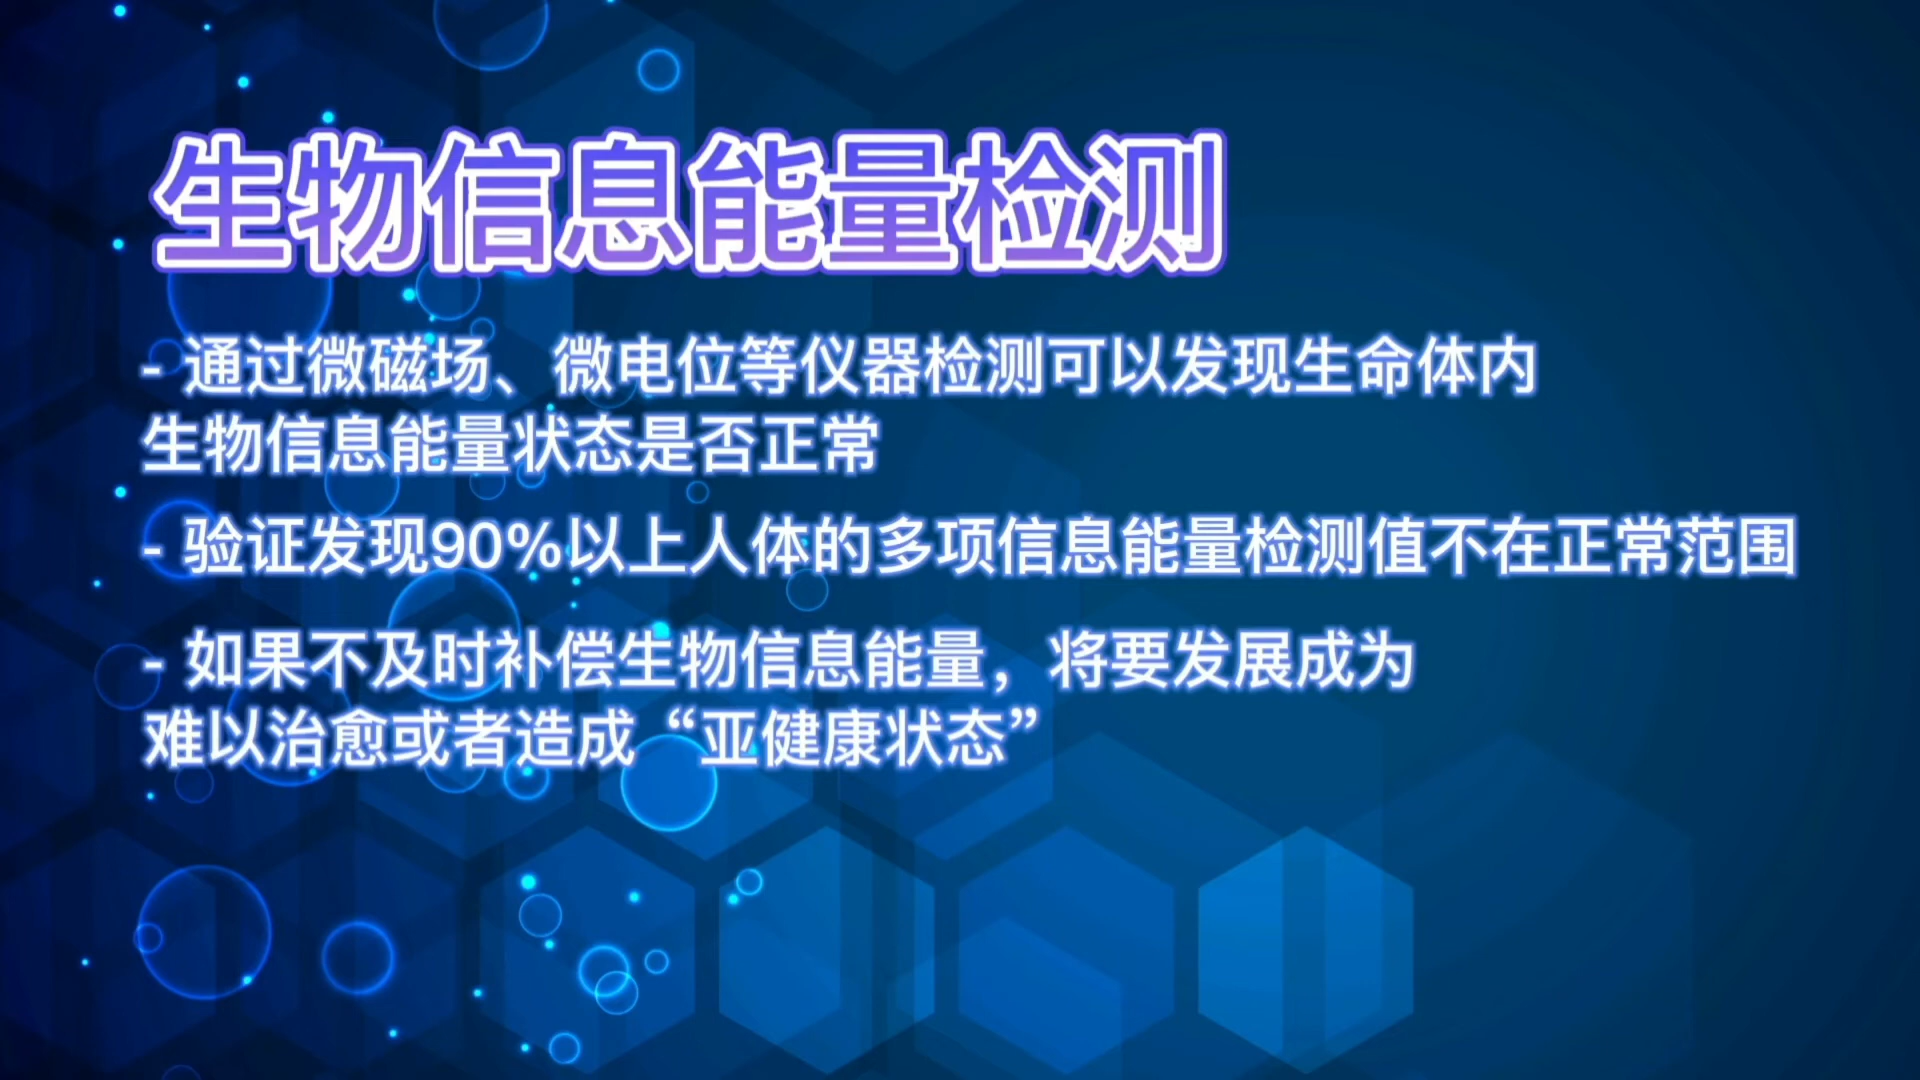 生物信息能量检测
- 通过微磁场、微电位等仪器检测可以发现生命体内
生物信息能量状态是否正常
- 验证发现90%以上人体的多项信息能量检测值不在正常范围
- 如果不及时补偿生物信息能量，将要发展成为
难以治愈或者造成“亚健康状态”